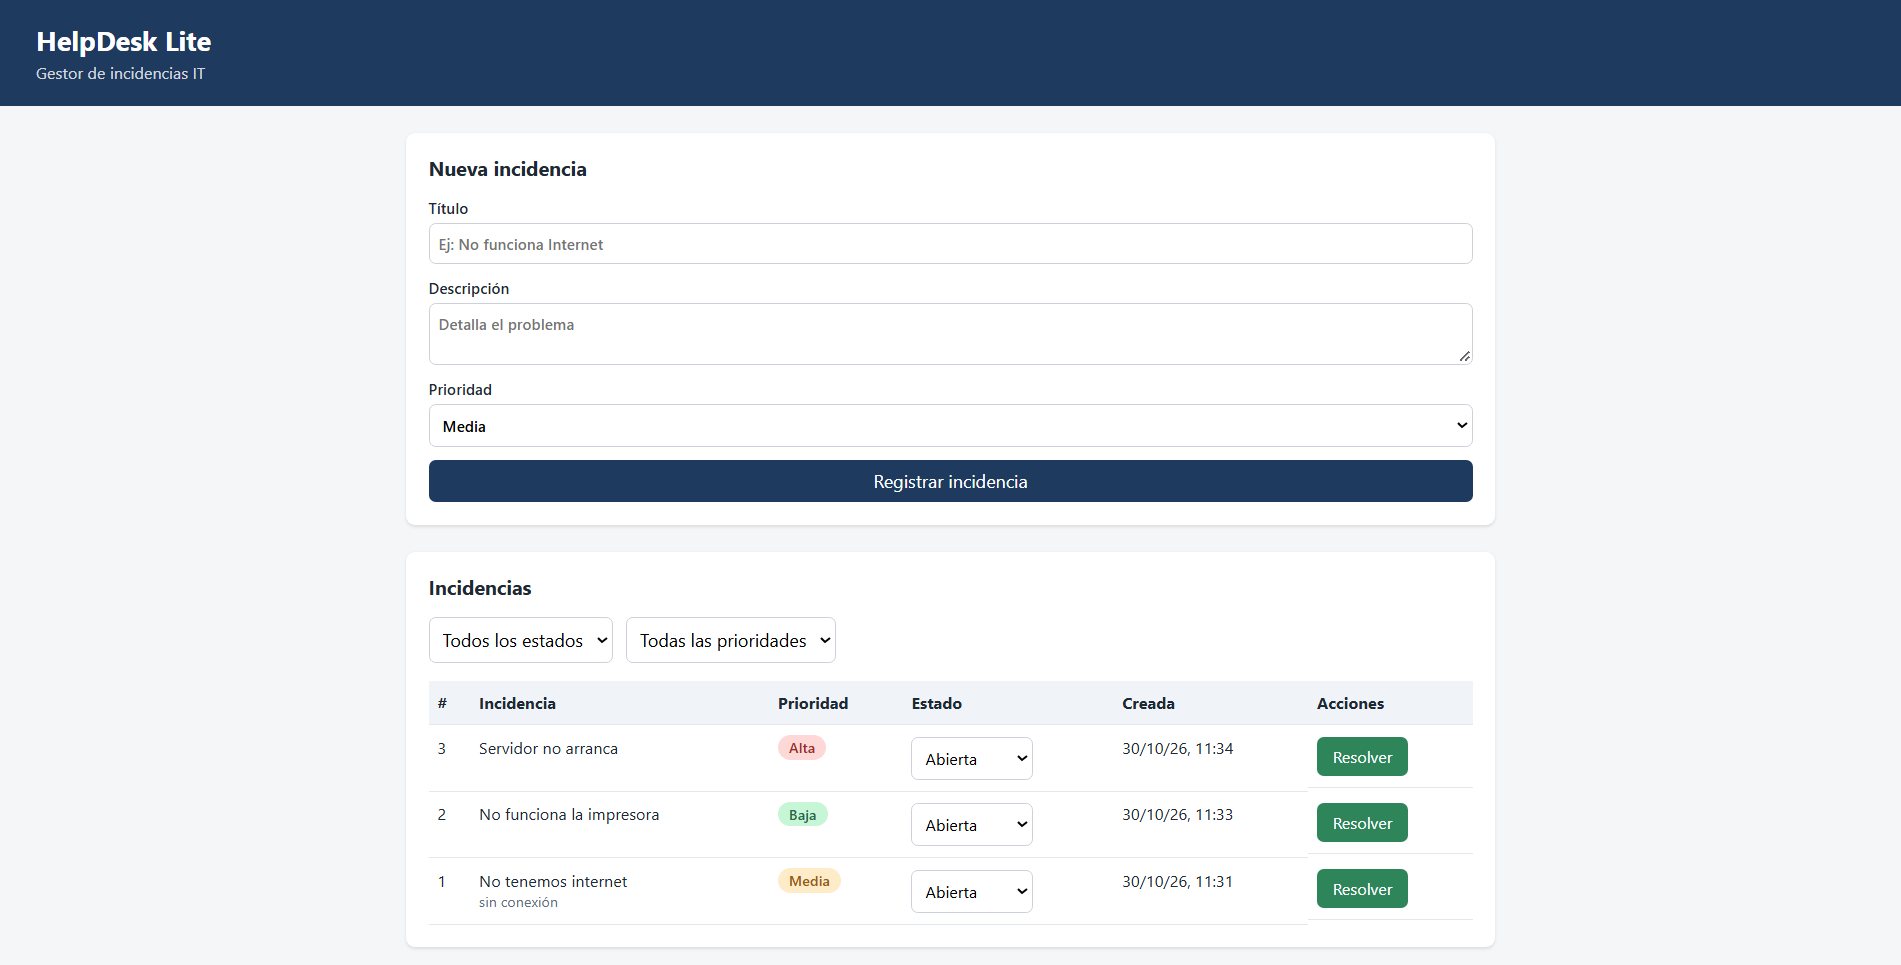 HelpDesk Lite
Gestor de incidencias IT
Nueva incidencia
Título
Ej: No funciona Internet
Descripción
Detalla el problema
Prioridad
Media
Registrar incidencia
Incidencias
Todos los estados Todas las prioridades
# Incidencia Prioridad Estado Creada Acciones
3 Servidor no arranca Alta Abierta 30/10/26, 11:34 Resolver
2 No funciona la impresora Baja Abierta 30/10/26, 11:33 Resolver
1 No tenemos internet Media Abierta 30/10/26, 11:31 Resolver
sin conexión